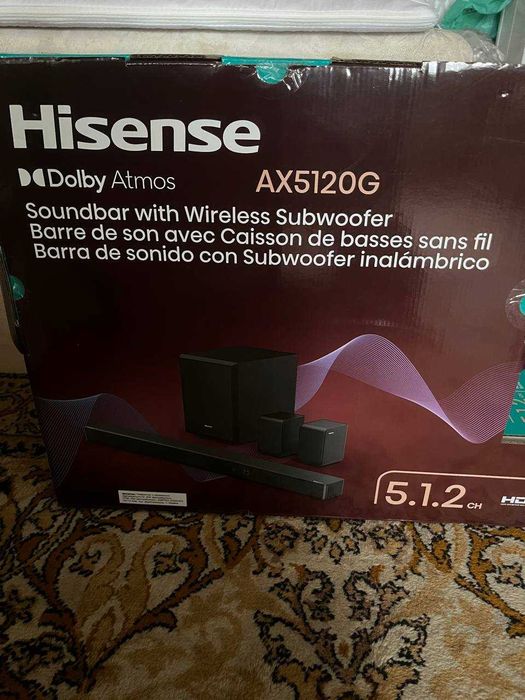 Hisense
Dolby Atmos
AX5120G
Soundbar with Wireless Subwoofer
Barre de son avec Caisson de basses sans fil
Barra de sonido con Subwoofer inalámbrico
5.1.2 CH